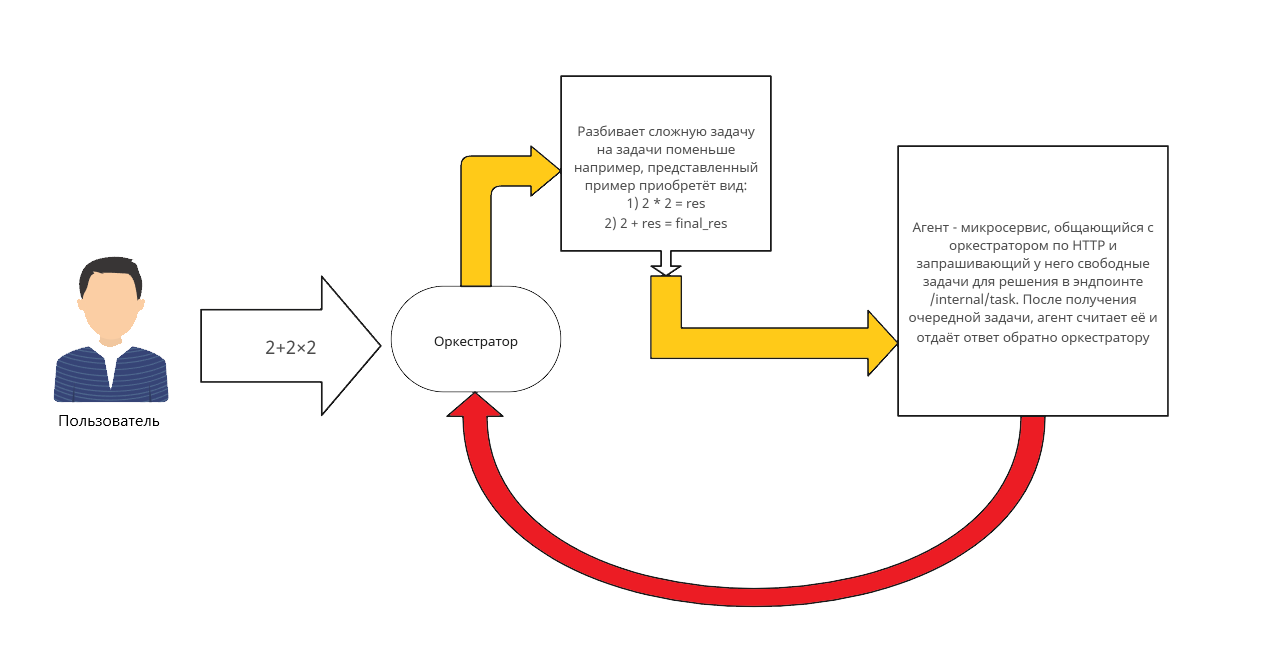 Разбивает сложную задачу
на задачи поменьше
например, представленный
пример приобретёт вид:
1) 2 * 2 = res
2) 2 + res = final_res
Агент - микросервис, общающийся с
оркестратором по HTTP и
запрашивающий у него свободные
задачи для решения в эндпоинте
/internal/task. После получения
очередной задачи, агент считает её и
отдаёт ответ обратно оркестратору
2+2×2
Оркестратор
Пользователь